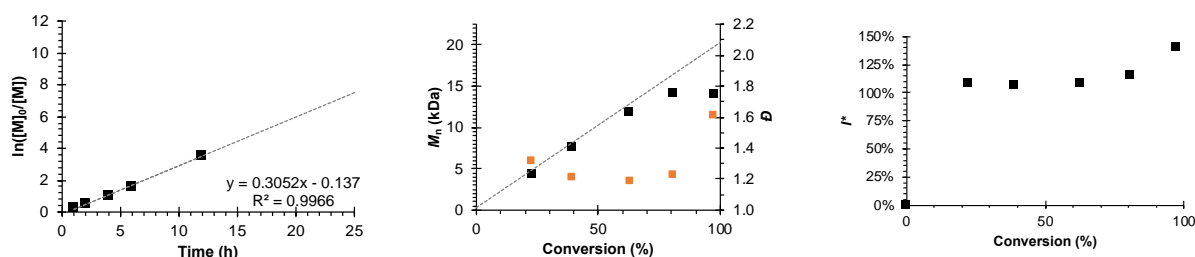 12
10
8
6
4
2
0
ln([M]₀/[M])
y = 0.3052x - 0.137
R² = 0.9966
0 5 10 15 20 25
Time (h)
20
15
10
5
0
Mn (kDa)
2.2
2.0
1.8
1.6
1.4
1.2
1.0
Đ
0 50 100
Conversion (%)
150%
125%
100%
75%
50%
25%
0%
I*
0 50 100
Conversion (%)